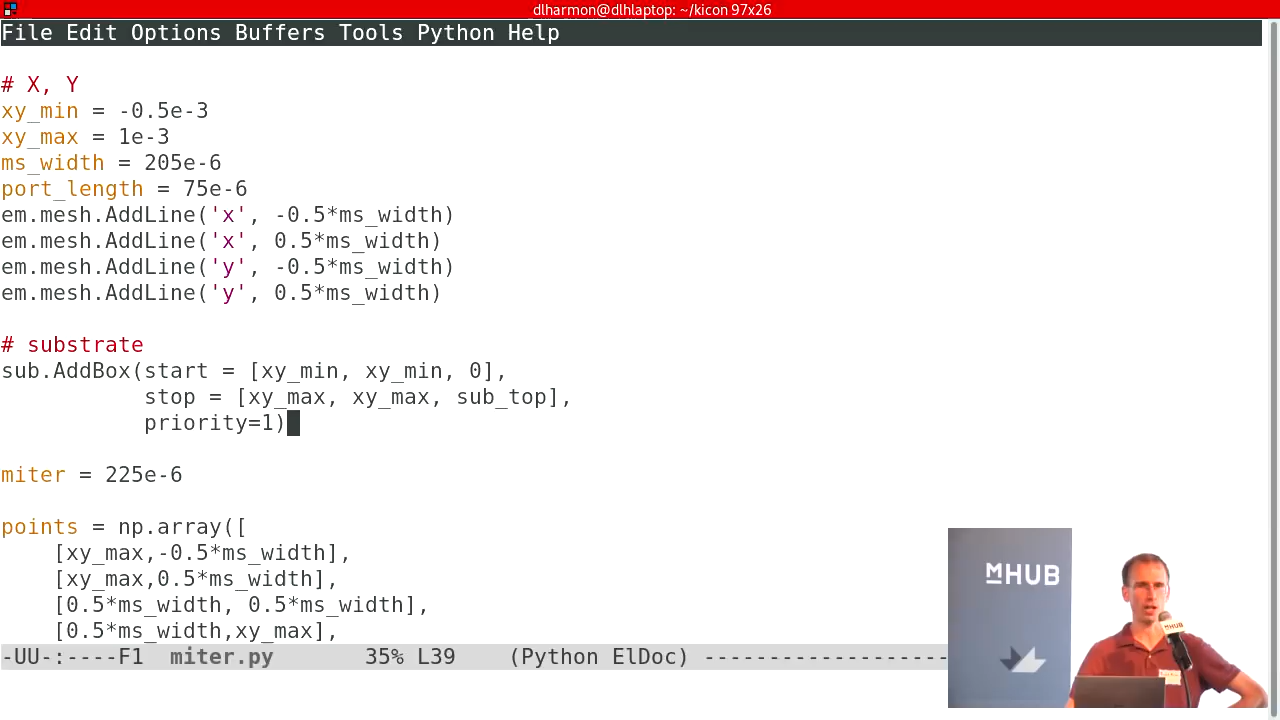 dlharmon@dlhlaptop: ~/kicon 97x26
File Edit Options Buffers Tools Python Help
# X, Y
xy_min = -0.5e-3
xy_max = 1e-3
ms_width = 205e-6
port_length = 75e-6
em.mesh.AddLine('x', -0.5*ms_width)
em.mesh.AddLine('x', 0.5*ms_width)
em.mesh.AddLine('y', -0.5*ms_width)
em.mesh.AddLine('y', 0.5*ms_width)
# substrate
sub.AddBox(start = [xy_min, xy_min, 0],
stop = [xy_max, xy_max, sub_top],
priority=1)
miter = 225e-6
points = np.array([
[xy_max,-0.5*ms_width],
[xy_max,0.5*ms_width],
[0.5*ms_width, 0.5*ms_width],
[0.5*ms_width,xy_max],
-UU-:----F1  miter.py       35% L39    (Python ElDoc) -------------------
MHUB
MHUB